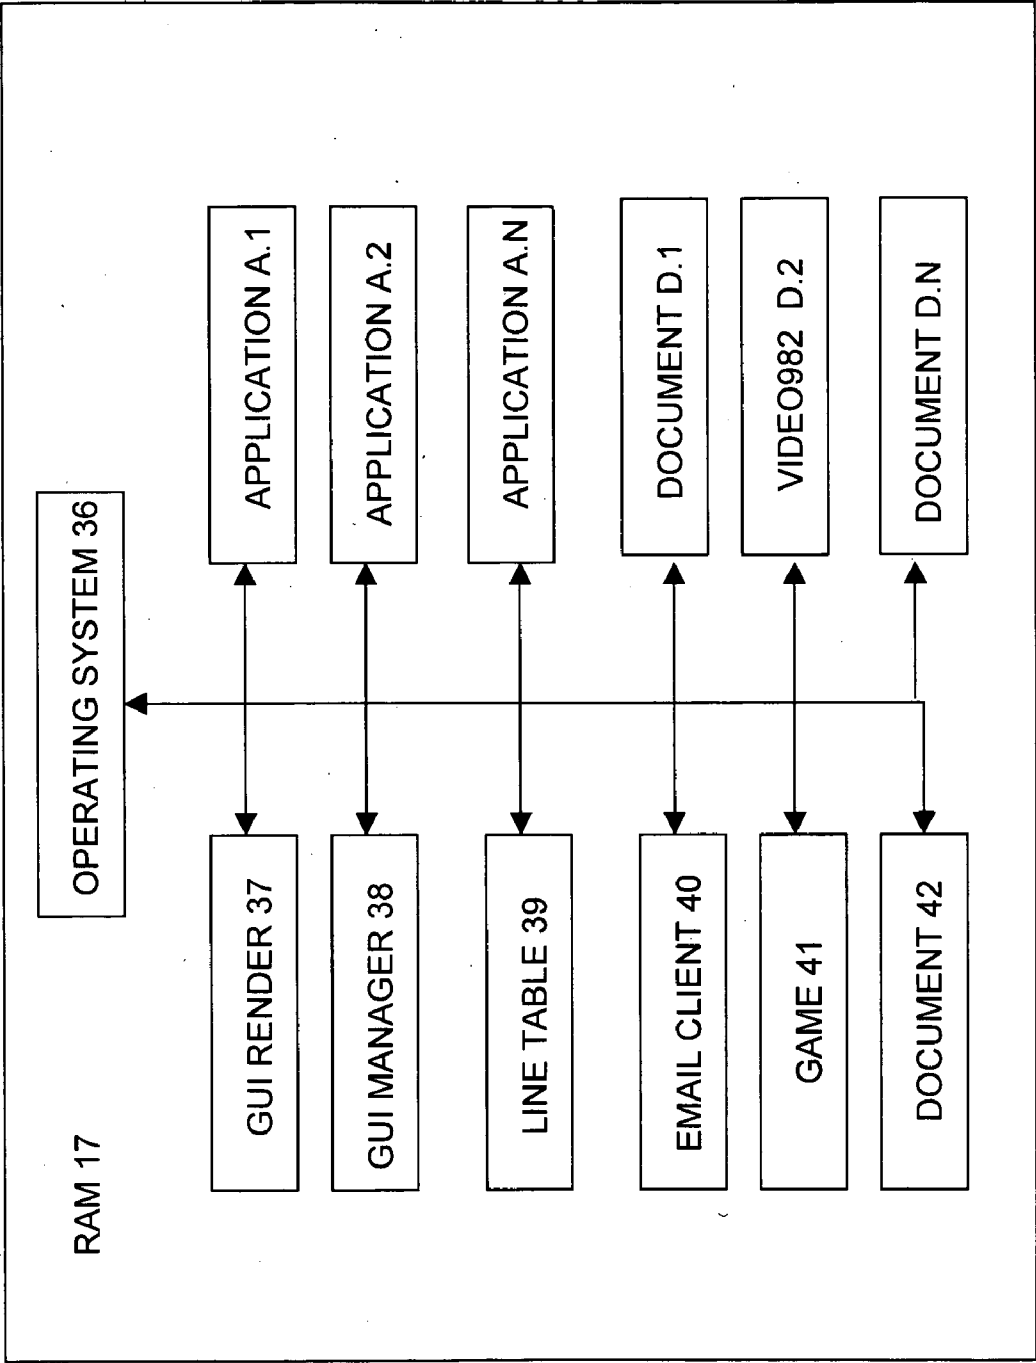 RAM 17
OPERATING SYSTEM 36
GUI RENDER 37
APPLICATION A.1
GUI MANAGER 38
APPLICATION A.2
LINE TABLE 39
APPLICATION A.N
EMAIL CLIENT 40
DOCUMENT D.1
GAME 41
VIDEO982 D.2
DOCUMENT 42
DOCUMENT D.N